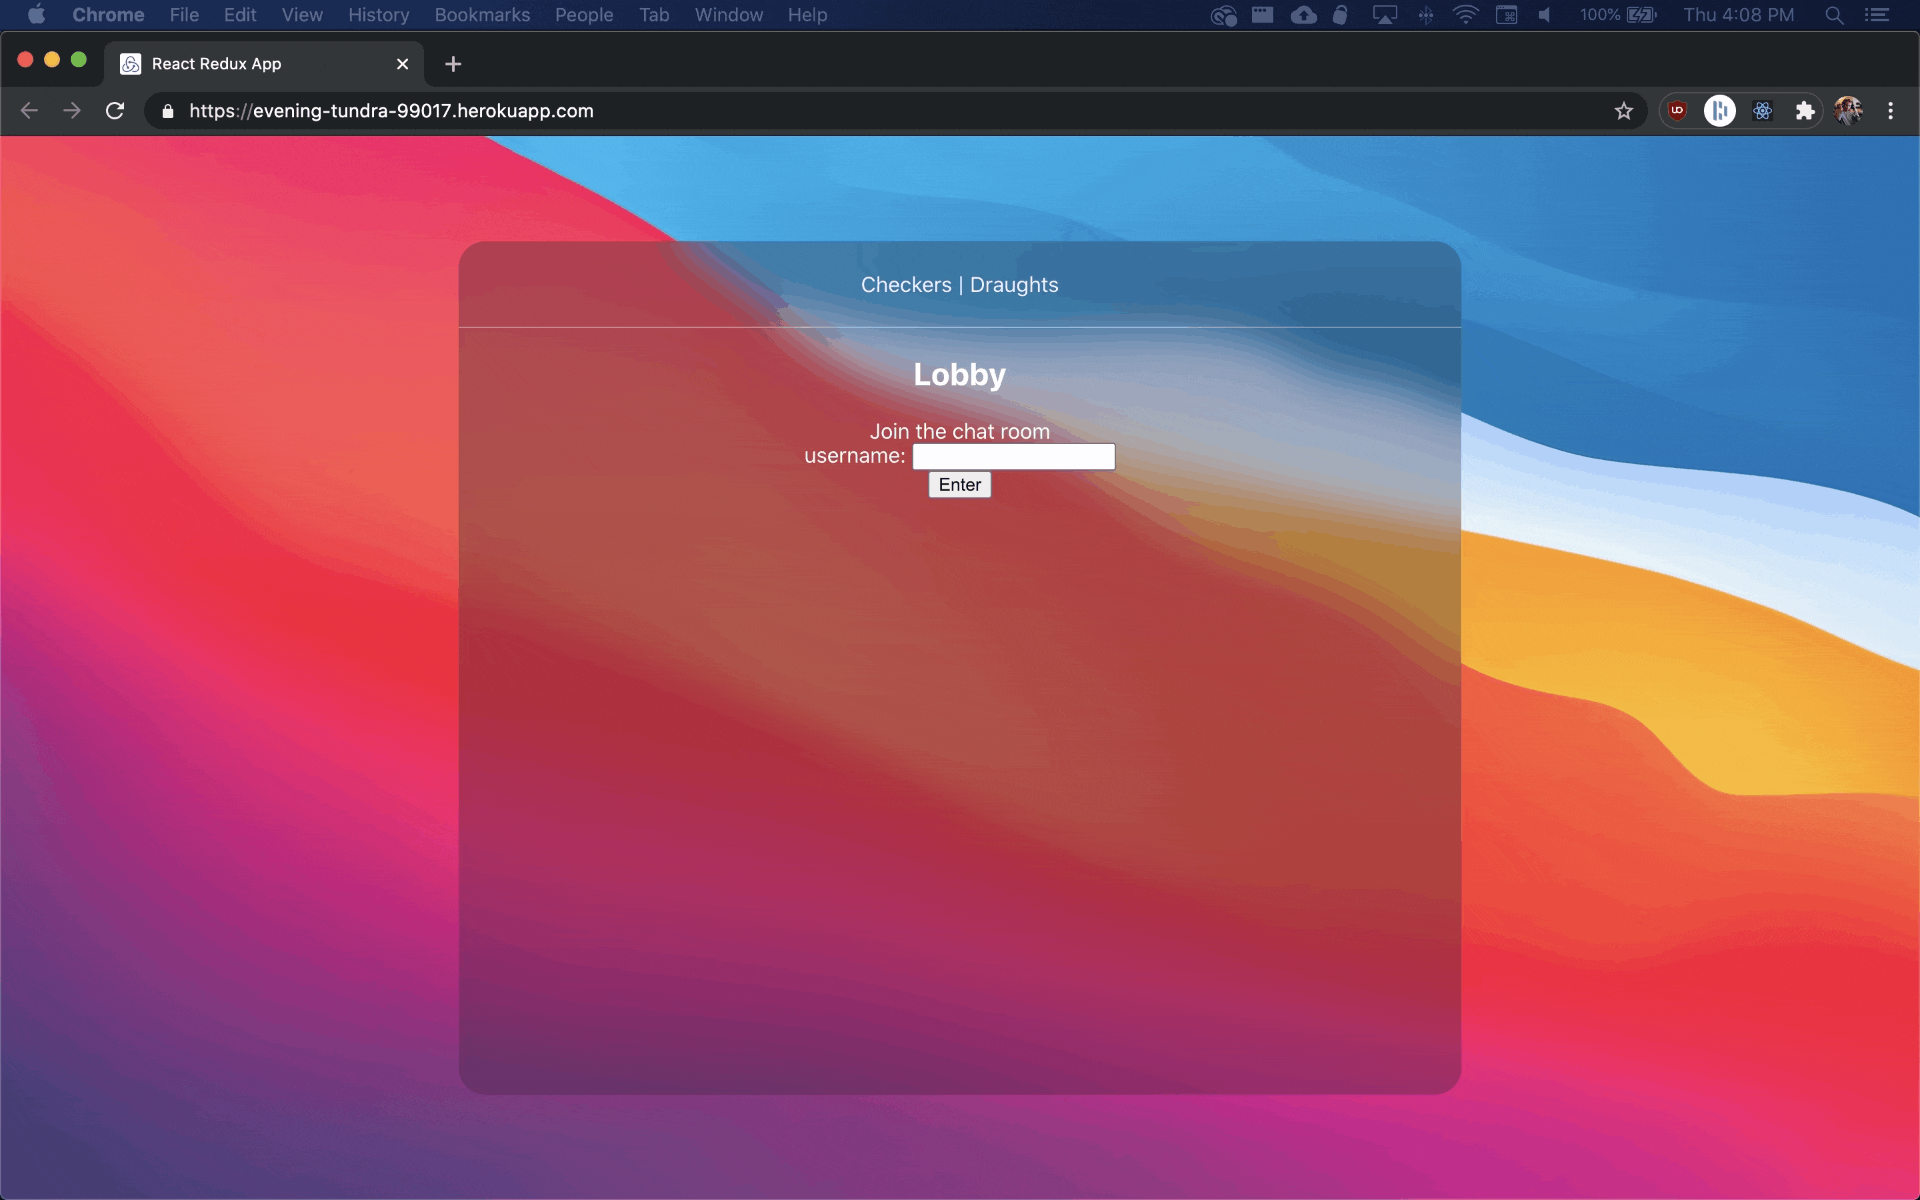 Chrome File Edit View History Bookmarks People Tab Window Help 100% Thu 4:08 PM
React Redux App
https://evening-tundra-99017.herokuapp.com
Checkers | Draughts
Lobby
Join the chat room
username:
Enter